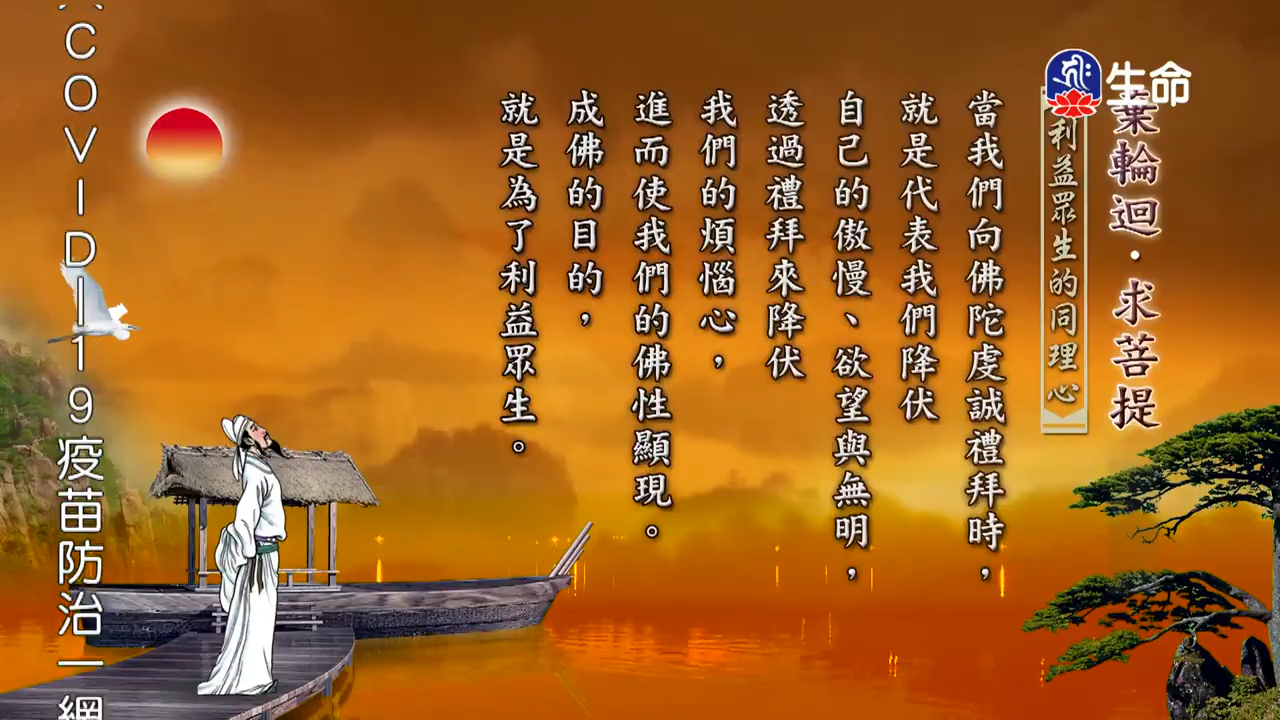 生命
葉輪迴·求菩提
利益眾生的同理心
當我們向佛陀虔誠禮拜時，
就是代表我們降伏
自己的傲慢、欲望與無明，
透過禮拜來降伏
我們的煩惱心，
進而使我們的佛性顯現。
成佛的目的，
就是為了利益眾生。
COVID-19疫苗防治一網